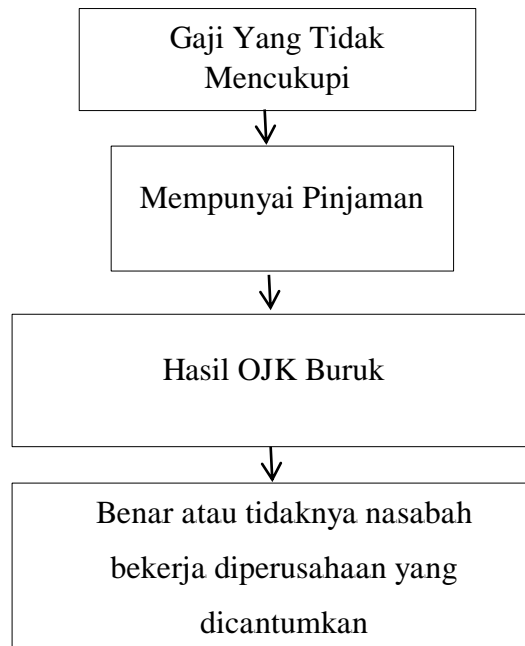 Gaji Yang Tidak
Mencukupi
Mempunyai Pinjaman
Hasil OJK Buruk
Benar atau tidaknya nasabah
bekerja diperusahaan yang
dicantumkan